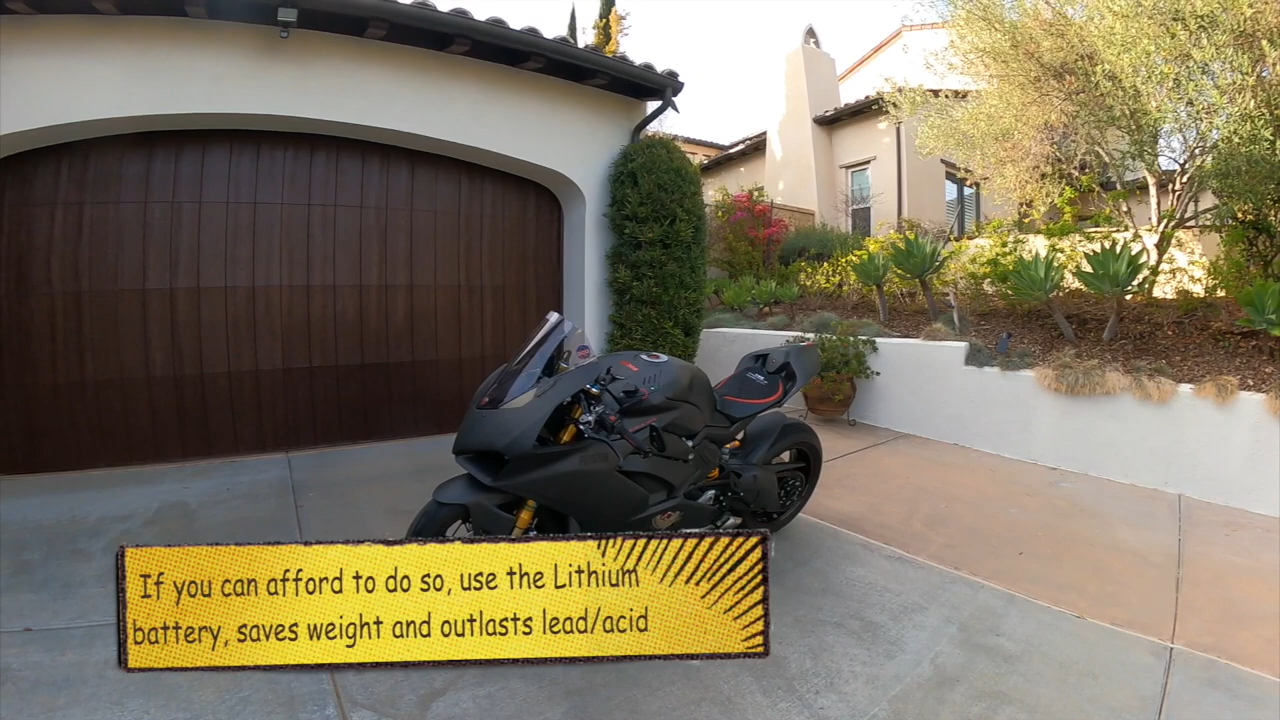 If you can afford to do so, use the Lithium
battery, saves weight and outlasts lead/acid